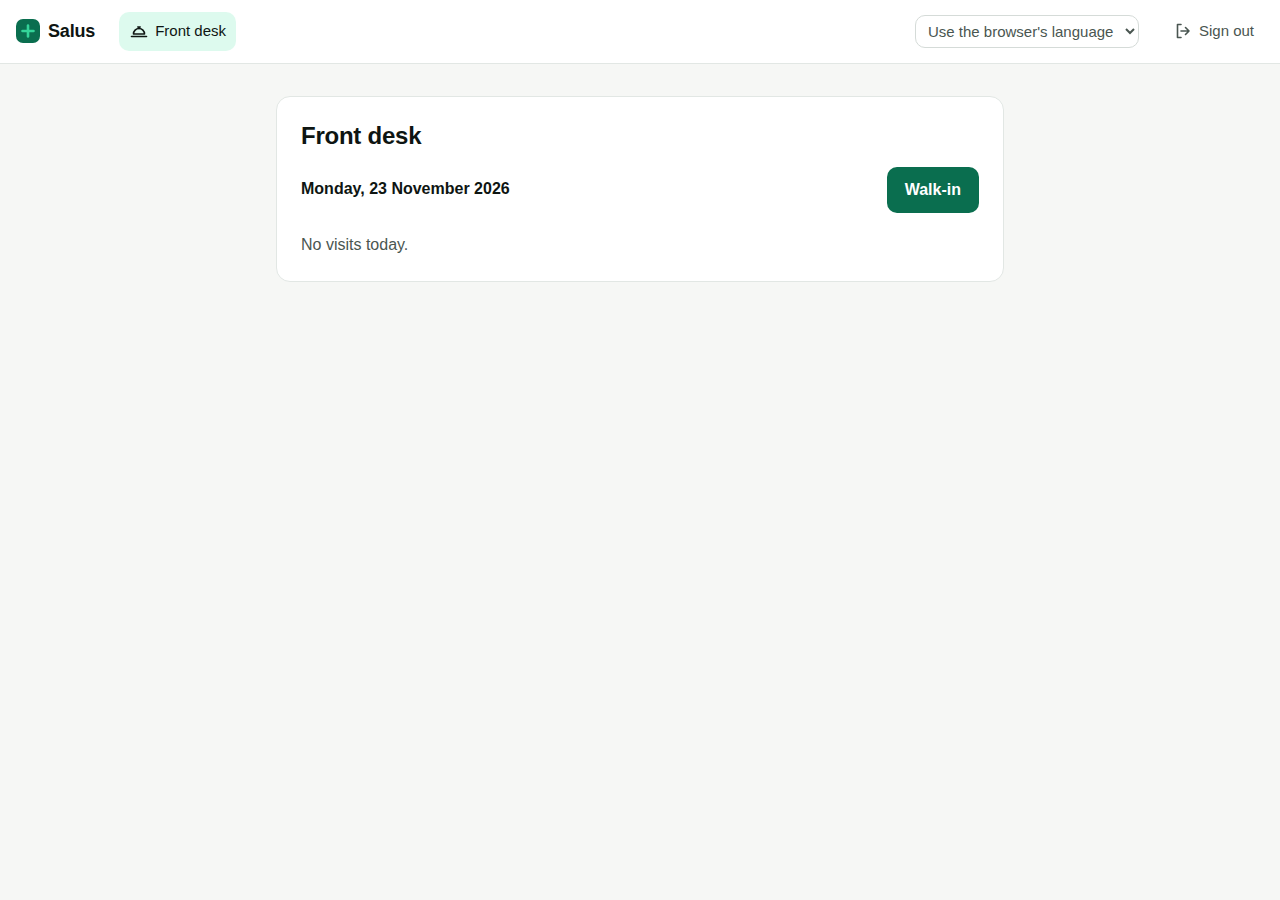 Salus
Front desk
Use the browser's language
Sign out
Front desk
Monday, 23 November 2026
Walk-in
No visits today.